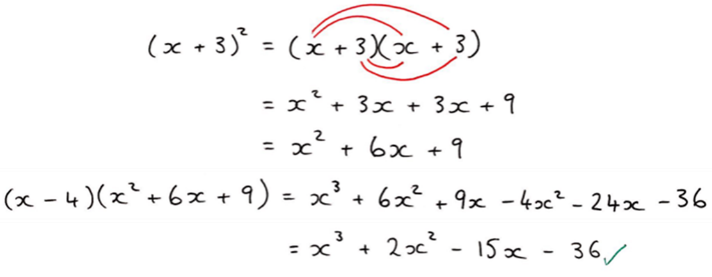 (x + 3)² = (x + 3)(x + 3)
= x² + 3x + 3x + 9
= x² + 6x + 9
(x - 4)(x² + 6x + 9) = x³ + 6x² + 9x - 4x² - 24x - 36
= x³ + 2x² - 15x - 36 ✓